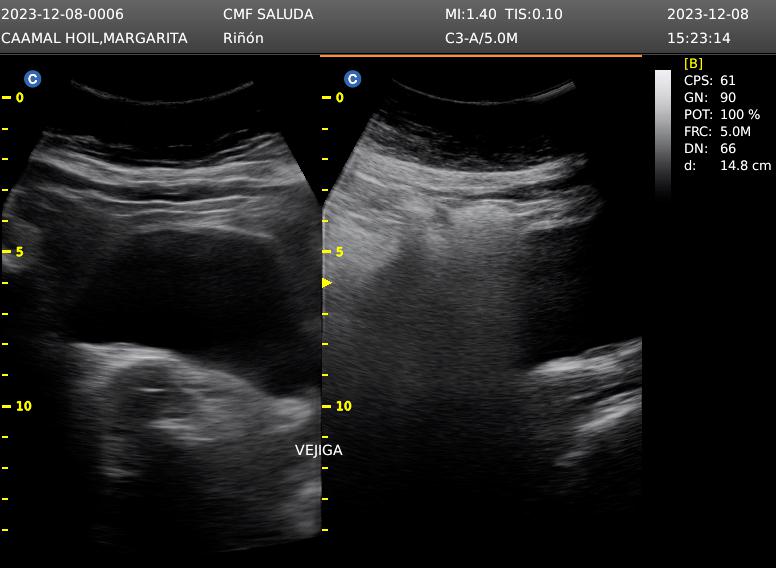 2023-12-08-0006 CMF SALUDA MI:1.40 TIS:0.10 2023-12-08
CAAMAL HOIL,MARGARITA Riñón C3-A/5.0M 15:23:14
[B]
CPS: 61
GN: 90
POT: 100 %
FRC: 5.0M
DN: 66
d: 14.8 cm
C
0
5
10
C
0
5
10
VEJIGA